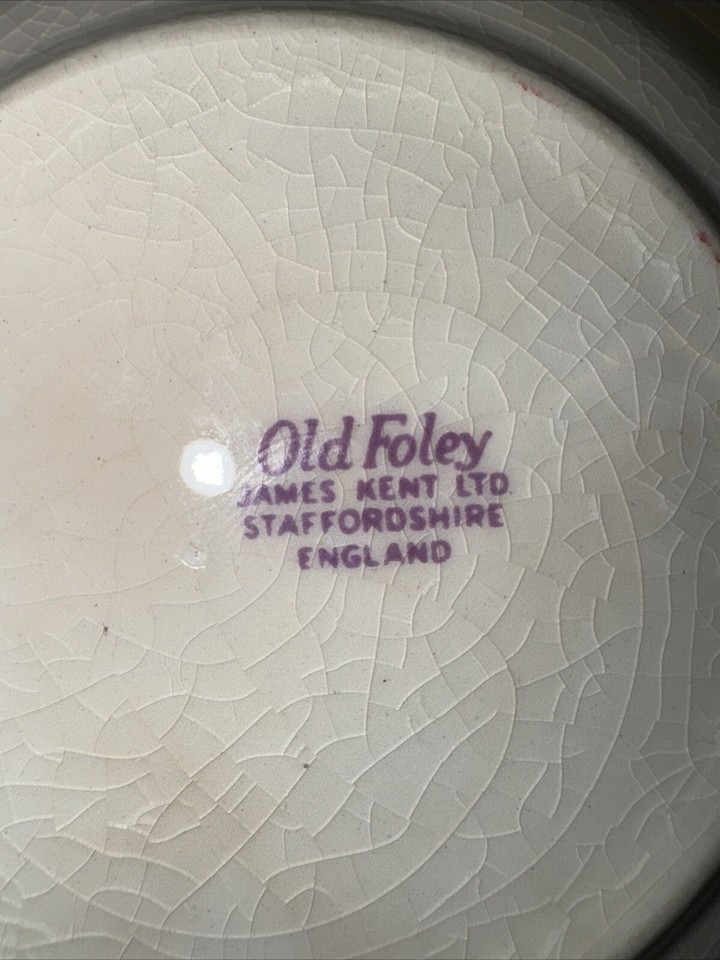 Old Foley
JAMES KENT LTD
STAFFORDSHIRE
ENGLAND